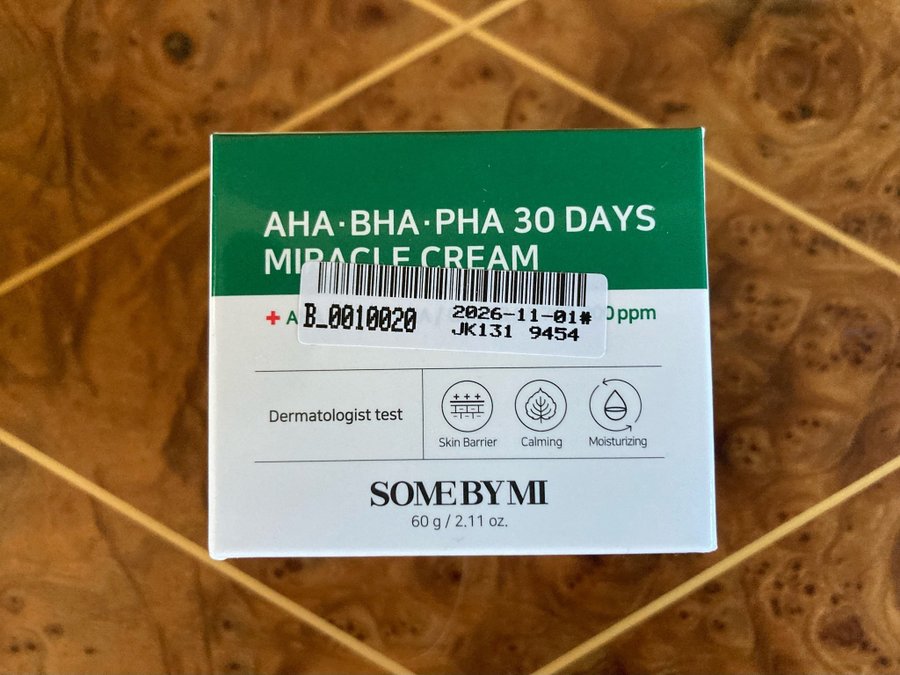 AHA·BHA·PHA 30 DAYS
MIRACLE CREAM
B_0010020
2026-11-01#
JK131 9454
ppm
Dermatologist test
Skin Barrier
Calming
Moisturizing
SOME BY MI
60 g / 2.11 oz.